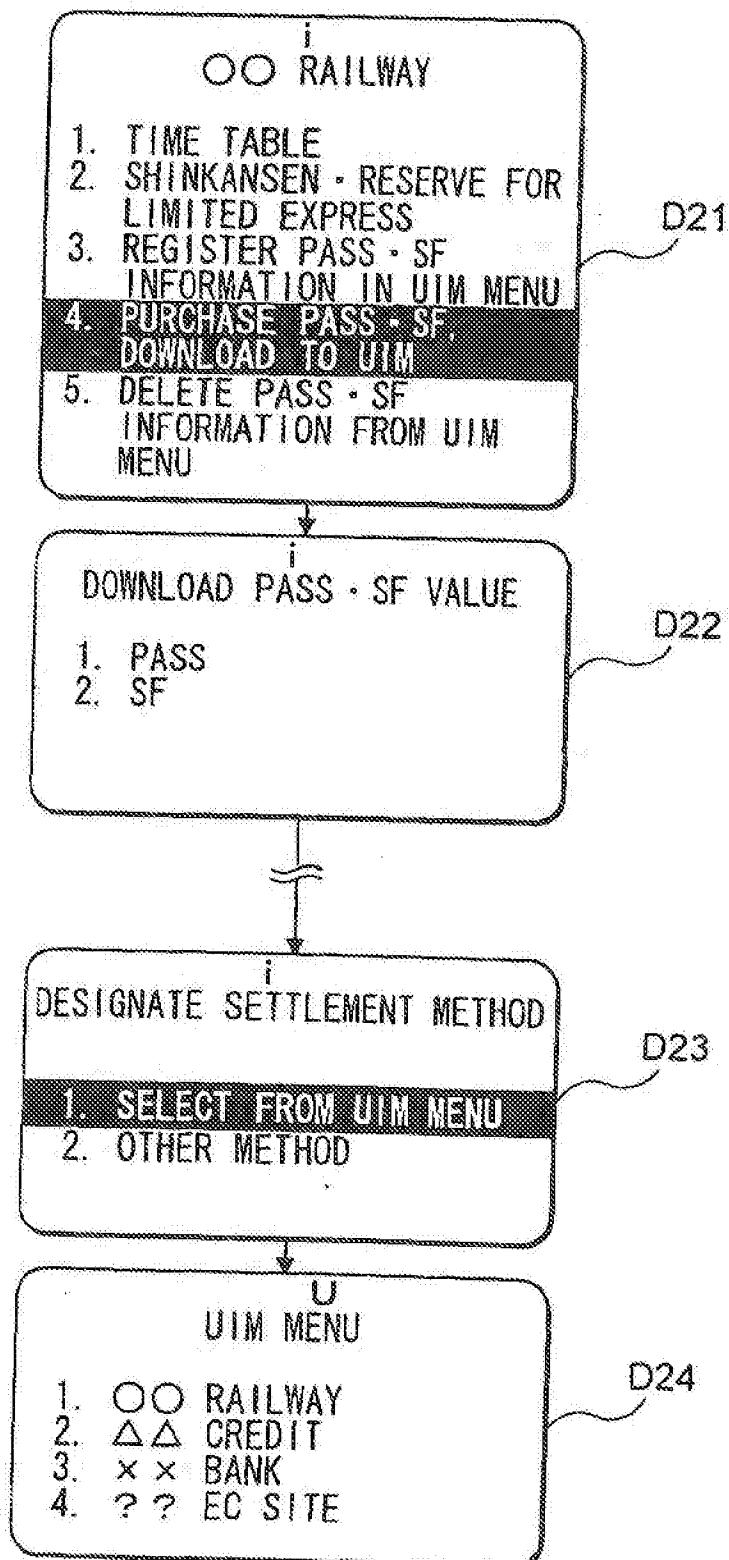 i
○○ RAILWAY
1. TIME TABLE
2. SHINKANSEN・RESERVE FOR
LIMITED EXPRESS
3. REGISTER PASS・SF
INFORMATION IN UIM MENU
4. PURCHASE PASS・SF,
DOWNLOAD TO UIM
5. DELETE PASS・SF
INFORMATION FROM UIM
MENU
D21
i
DOWNLOAD PASS・SF VALUE
1. PASS
2. SF
D22
i
DESIGNATE SETTLEMENT METHOD
1. SELECT FROM UIM MENU
2. OTHER METHOD
D23
U
UIM MENU
1. ○○ RAILWAY
2. △△ CREDIT
3. ×× BANK
4. ?? EC SITE
D24